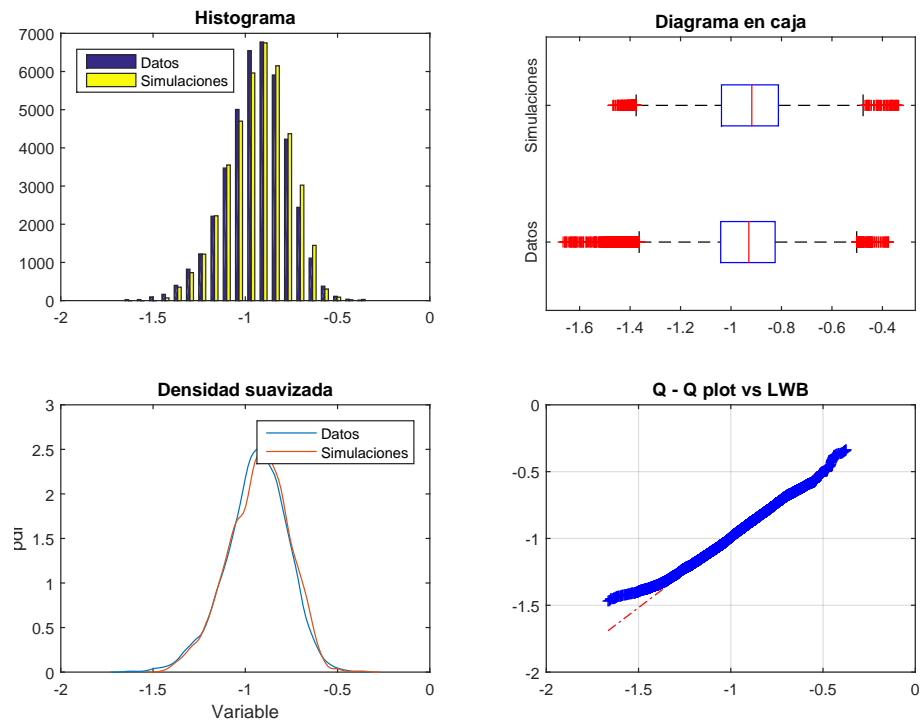 Histograma
7000
6000
5000
4000
3000
2000
1000
0
-2 -1.5 -1 -0.5 0
Datos
Simulaciones
Diagrama en caja
Simulaciones
Datos
-1.6 -1.4 -1.2 -1 -0.8 -0.6 -0.4
Densidad suavizada
3
2.5
2
1.5
1
0.5
0
-2 -1.5 -1 -0.5 0
pdf
Variable
Datos
Simulaciones
Q - Q plot vs LWB
0
-0.5
-1
-1.5
-2
-2 -1.5 -1 -0.5 0